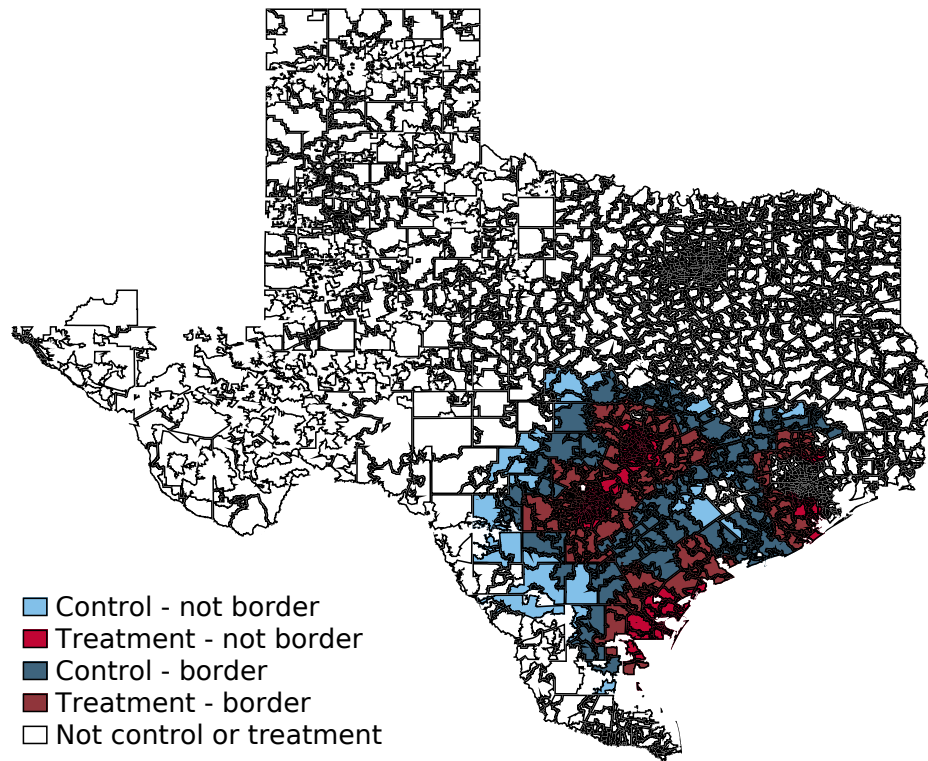 Control - not border
Treatment - not border
Control - border
Treatment - border
Not control or treatment